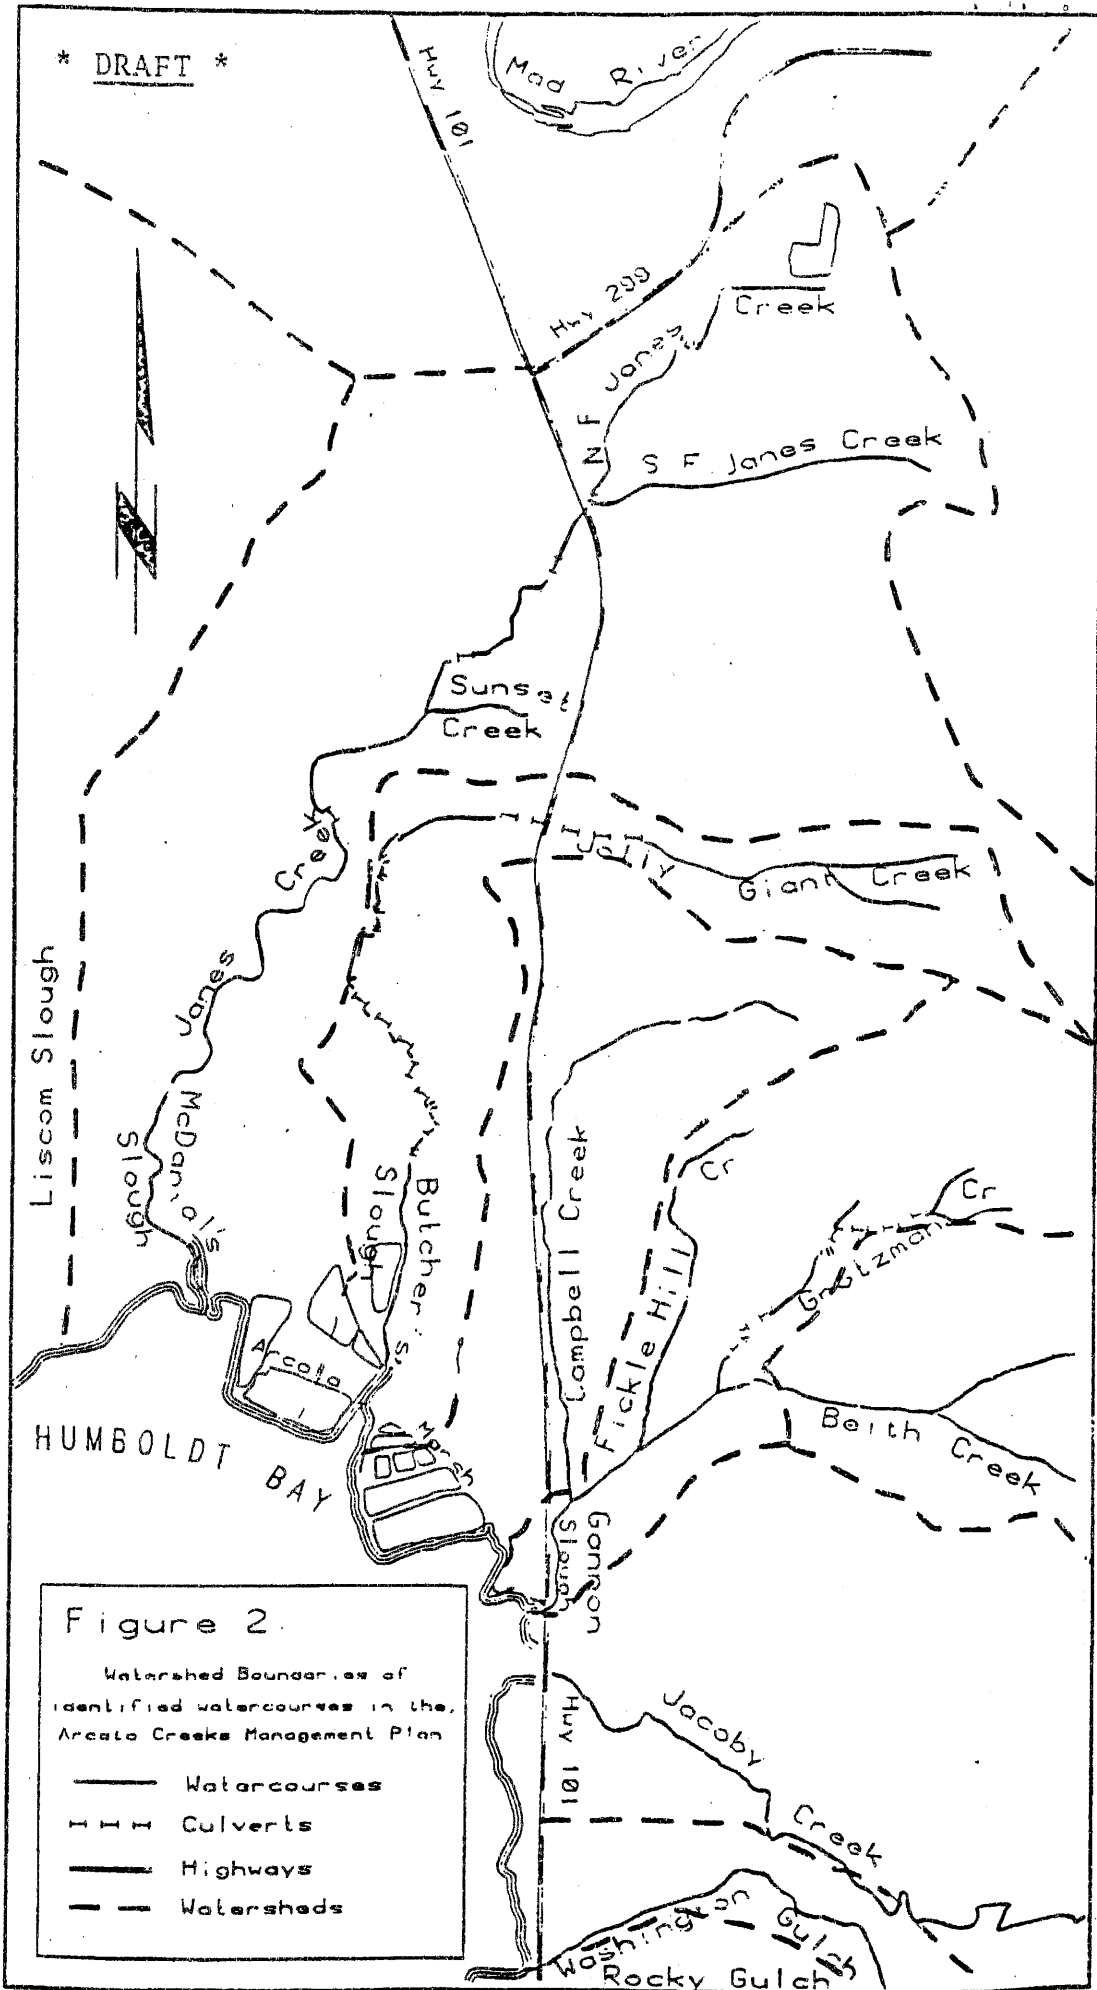 * DRAFT *
Hwy 101
Mad River
Hwy 299
Creek
N F Janes
S F Janes Creek
Sunset
Creek
Janes Creek
Jolly
Giant Creek
Liscom Slough
McDaniel's
Slough
Butcher's
Slough
Campbell Creek
Cr
Fickle Hill
Cr
Grotzman
Beith Creek
Arcata
Marsh
HUMBOLDT BAY
Gannon
Slough
Hwy 101
Jacoby
Creek
Washington Gulch
Rocky Gulch
Figure 2.
Watershed Boundaries of
identified watercourses in the
Arcata Creeks Management Plan
Watercourses
Culverts
Highways
Watersheds